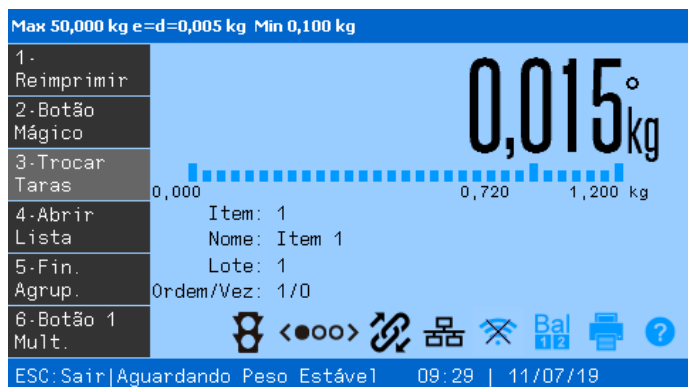 Max 50,000 kg e=d=0,005 kg Min 0,100 kg
1-
Reimprimir
2-Botão
Mágico
3-Trocar
Taras
4-Abrir
Lista
5-Fin.
Agrup.
6-Botão 1
Mult.
0,015 kg
0,000 0,720 1,200 kg
Item: 1
Nome: Item 1
Lote: 1
Ordem/Vez: 1/0
Bal
1 2
?
ESC:Sair|Aguardando Peso Estável 09:29 | 11/07/19